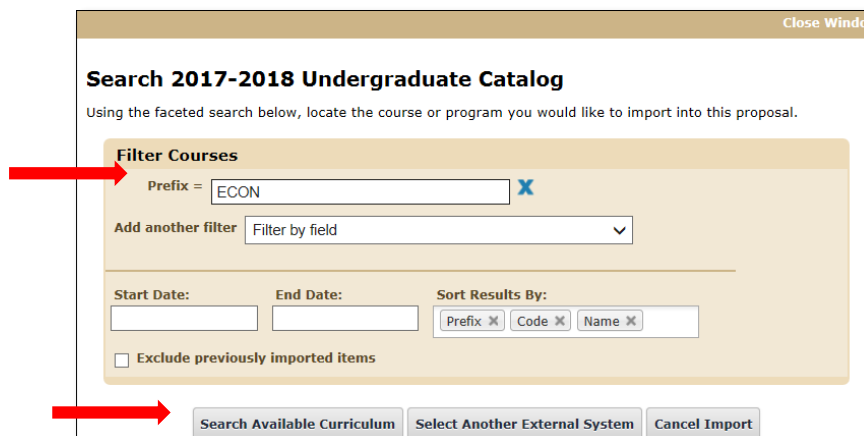 Close Windo
Search 2017-2018 Undergraduate Catalog
Using the faceted search below, locate the course or program you would like to import into this proposal.
Filter Courses
Prefix = ECON X
Add another filter Filter by field
Start Date: End Date: Sort Results By:
Prefix Code Name
Exclude previously imported items
Search Available Curriculum Select Another External System Cancel Import